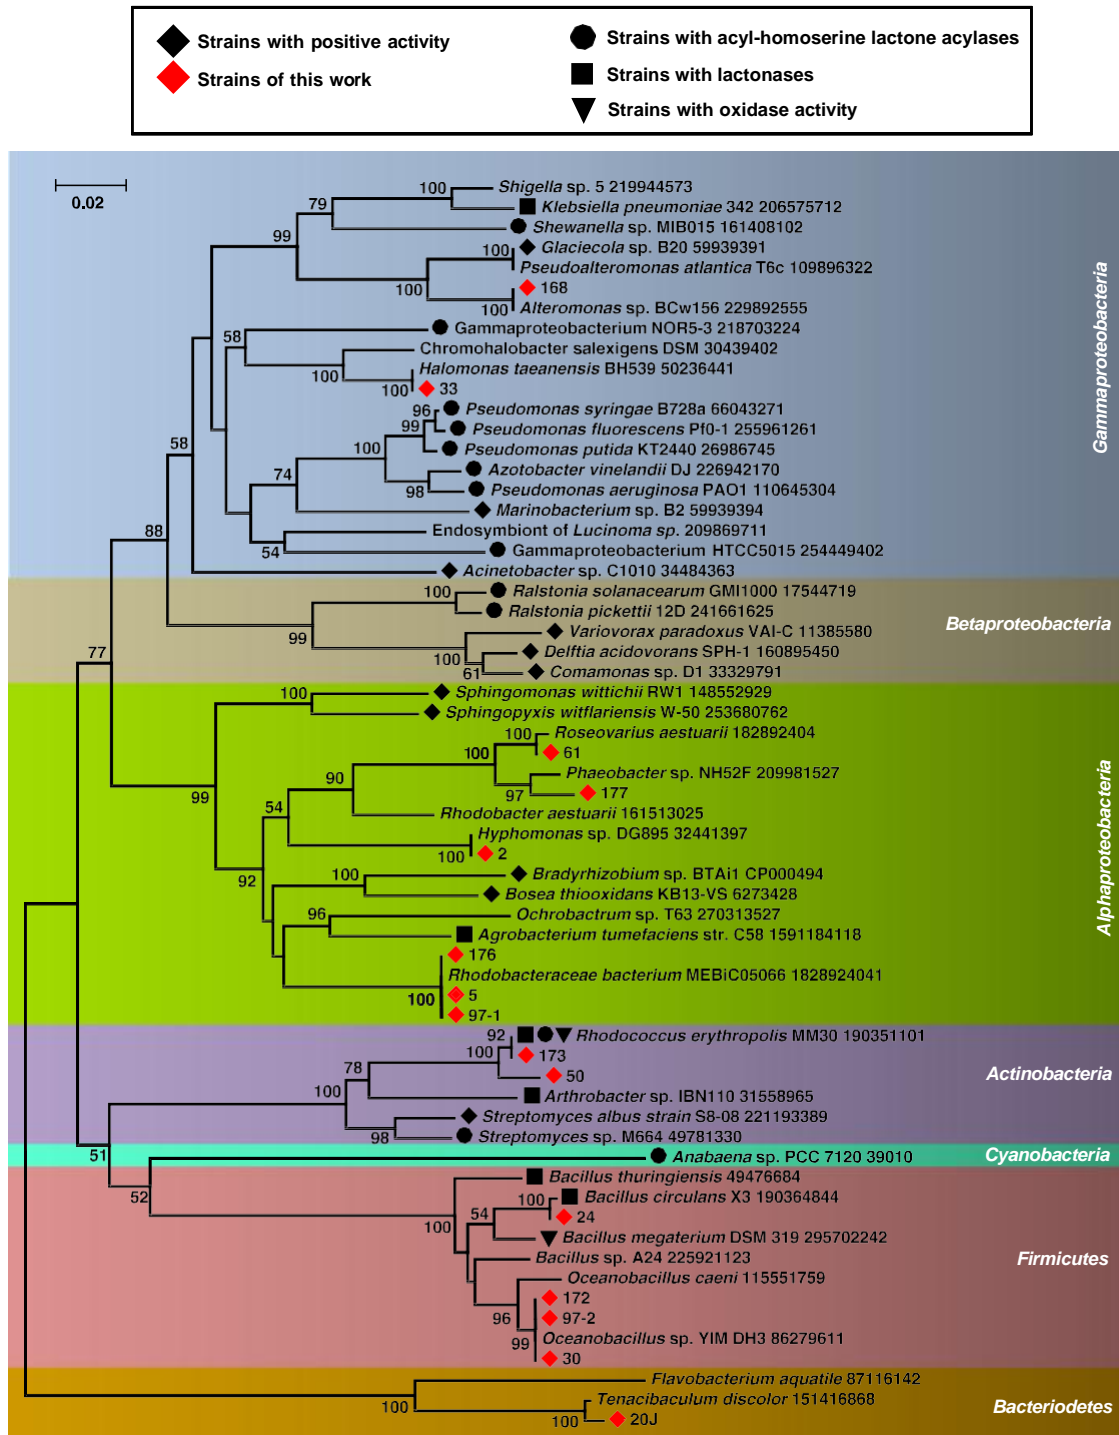 Strains with positive activity
Strains of this work
Strains with acyl-homoserine lactone acylases
Strains with lactonases
Strains with oxidase activity
0.02
100 Shigella sp. 5 219944573
79
Klebsiella pneumoniae 342 206575712
Shewanella sp. MIB015 161408102
99
100 Glaciecola sp. B20 59939391
Pseudoalteromonas atlantica T6c 109896322
100
168
100 Alteromonas sp. BCw156 229892555
Gammaproteobacteria
58 Gammaproteobacterium NOR5-3 218703224
Chromohalobacter salexigens DSM 30439402
100
Halomonas taeanensis BH539 50236441
100 33
96 Pseudomonas syringae B728a 66043271
99 Pseudomonas fluorescens Pf0-1 255961261
58
100 Pseudomonas putida KT2440 26986745
Azotobacter vinelandii DJ 226942170
74
98 Pseudomonas aeruginosa PAO1 110645304
Marinobacterium sp. B2 59939394
88
Endosymbiont of Lucinoma sp. 209869711
54 Gammaproteobacterium HTCC5015 254449402
Acinetobacter sp. C1010 34484363
100 Ralstonia solanacearum GMI1000 17544719
Ralstonia pickettii 12D 241661625
Betaproteobacteria
99
Variovorax paradoxus VAI-C 11385580
100 Delftia acidovorans SPH-1 160895450
77
61 Comamonas sp. D1 33329791
100 Sphingomonas wittichii RW1 148552929
Sphingopyxis witflariensis W-50 253680762
100 Roseovarius aestuarii 182892404
100 61
Phaeobacter sp. NH52F 209981527
90
97 177
99
54
Rhodobacter aestuarii 161513025
Hyphomonas sp. DG895 32441397
100 2
Alphaproteobacteria
92
100 Bradyrhizobium sp. BTAi1 CP000494
Bosea thiooxidans KB13-VS 6273428
96 Ochrobactrum sp. T63 270313527
Agrobacterium tumefaciens str. C58 1591184118
176
Rhodobacteraceae bacterium MEBiC05066 1828924041
100 5
97-1
92 Rhodococcus erythropolis MM30 190351101
100 173
78
50
Actinobacteria
100
Arthrobacter sp. IBN110 31558965
Streptomyces albus strain S8-08 221193389
98 Streptomyces sp. M664 49781330
51
Anabaena sp. PCC 7120 39010
Cyanobacteria
52
Bacillus thuringiensis 49476684
100 Bacillus circulans X3 190364844
54 24
100
Bacillus megaterium DSM 319 295702242
Bacillus sp. A24 225921123
Firmicutes
Oceanobacillus caeni 115551759
172
96 97-2
99 Oceanobacillus sp. YIM DH3 86279611
30
Flavobacterium aquatile 87116142
100
Tenacibaculum discolor 151416868
Bacteriodetes
100 20J